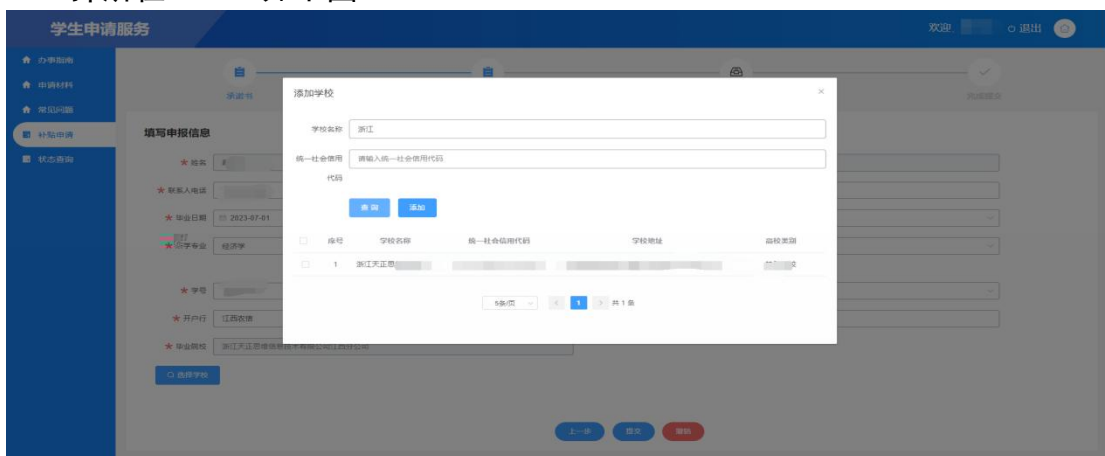 学生申请服务
欢迎,
退出
办事指南
申请材料
常见问题
补贴申请
状态查询
承诺书
填写申报信息
添加学校
×
学校名称 浙江
统一社会信用代码 请输入统一社会信用代码
查询 添加
序号 学校名称 统一社会信用代码 学校地址 高校类别
1 浙江天正思
5条/页 < 1 > 共 1 条
* 姓名
* 联系人电话
* 毕业日期 2023-07-01
学专业 经济学
* 学号
* 开户行 江西农信
* 毕业院校 浙江天正思维信息技术有限公司江西分公司
选择学校
上一步 提交 撤销